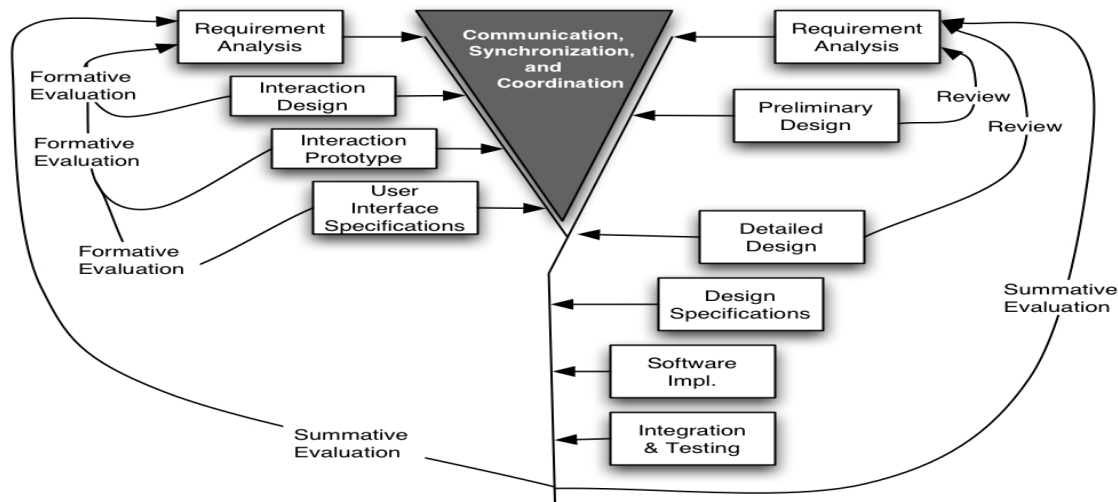 Requirement
Analysis
Communication,
Synchronization,
and
Coordination
Requirement
Analysis
Formative
Evaluation
Interaction
Design
Preliminary
Design
Review
Review
Formative
Evaluation
Interaction
Prototype
User
Interface
Specifications
Formative
Evaluation
Detailed
Design
Design
Specifications
Summative
Evaluation
Software
Impl.
Integration
& Testing
Summative
Evaluation